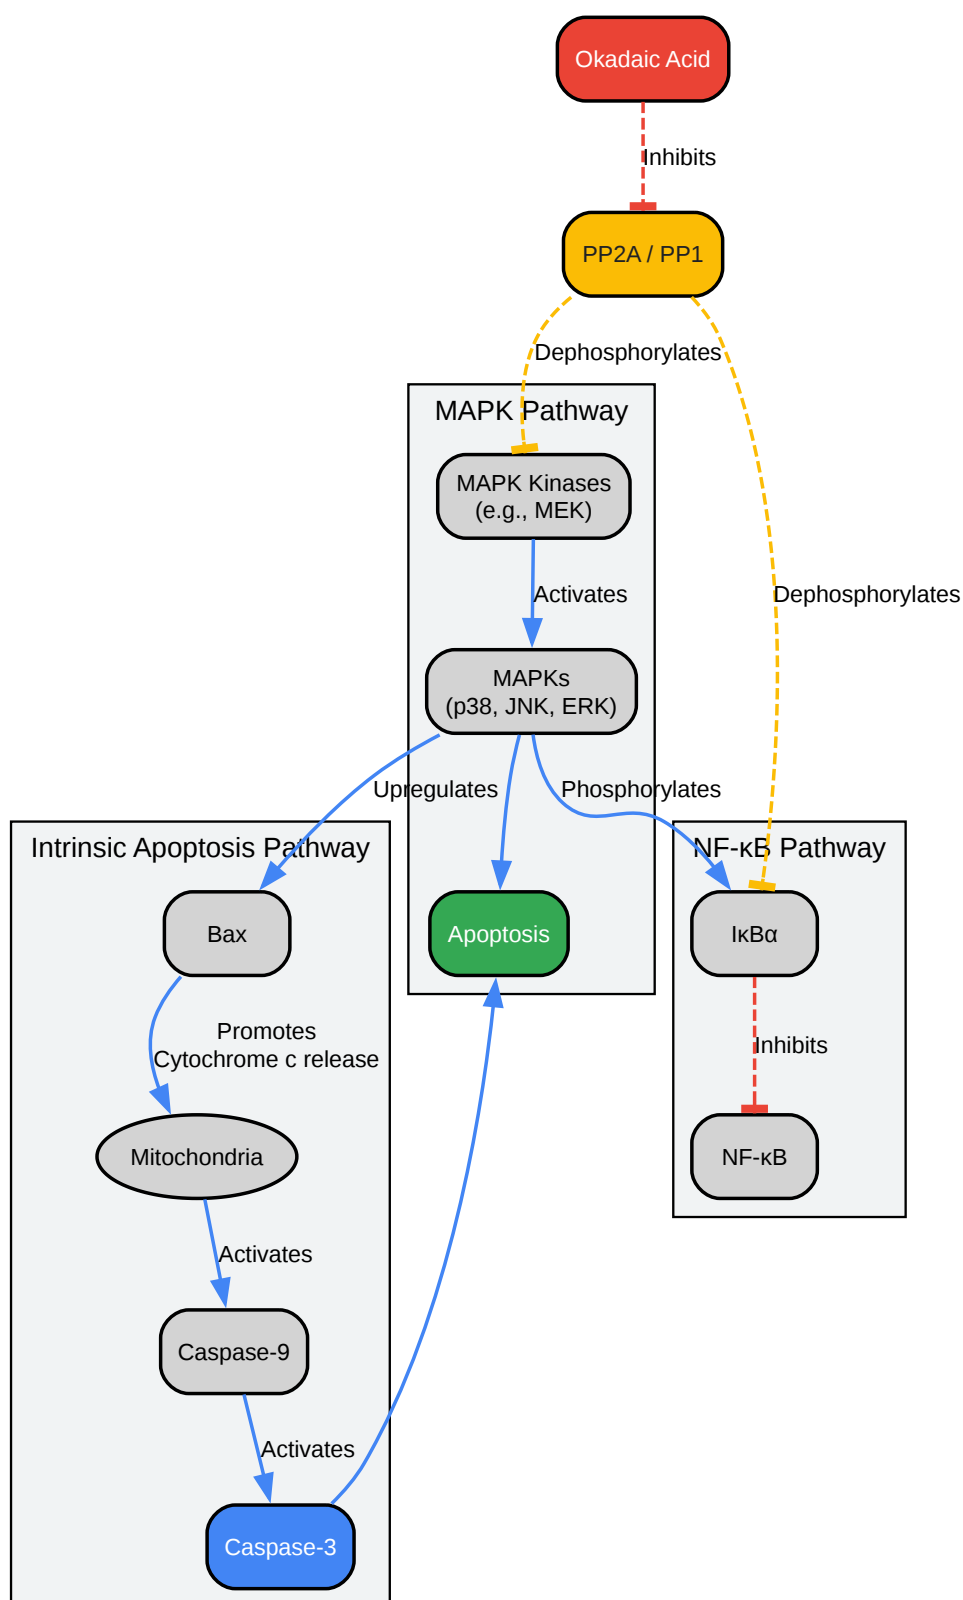 Okadaic Acid
Inhibits
PP2A / PP1
Dephosphorylates
MAPK Pathway
MAPK Kinases
(e.g., MEK)
Activates
Dephosphorylates
MAPKs
(p38, JNK, ERK)
Upregulates
Phosphorylates
Intrinsic Apoptosis Pathway
NF-κB Pathway
Bax
Apoptosis
IκBα
Promotes
Cytochrome c release
Inhibits
Mitochondria
NF-κB
Activates
Caspase-9
Activates
Caspase-3